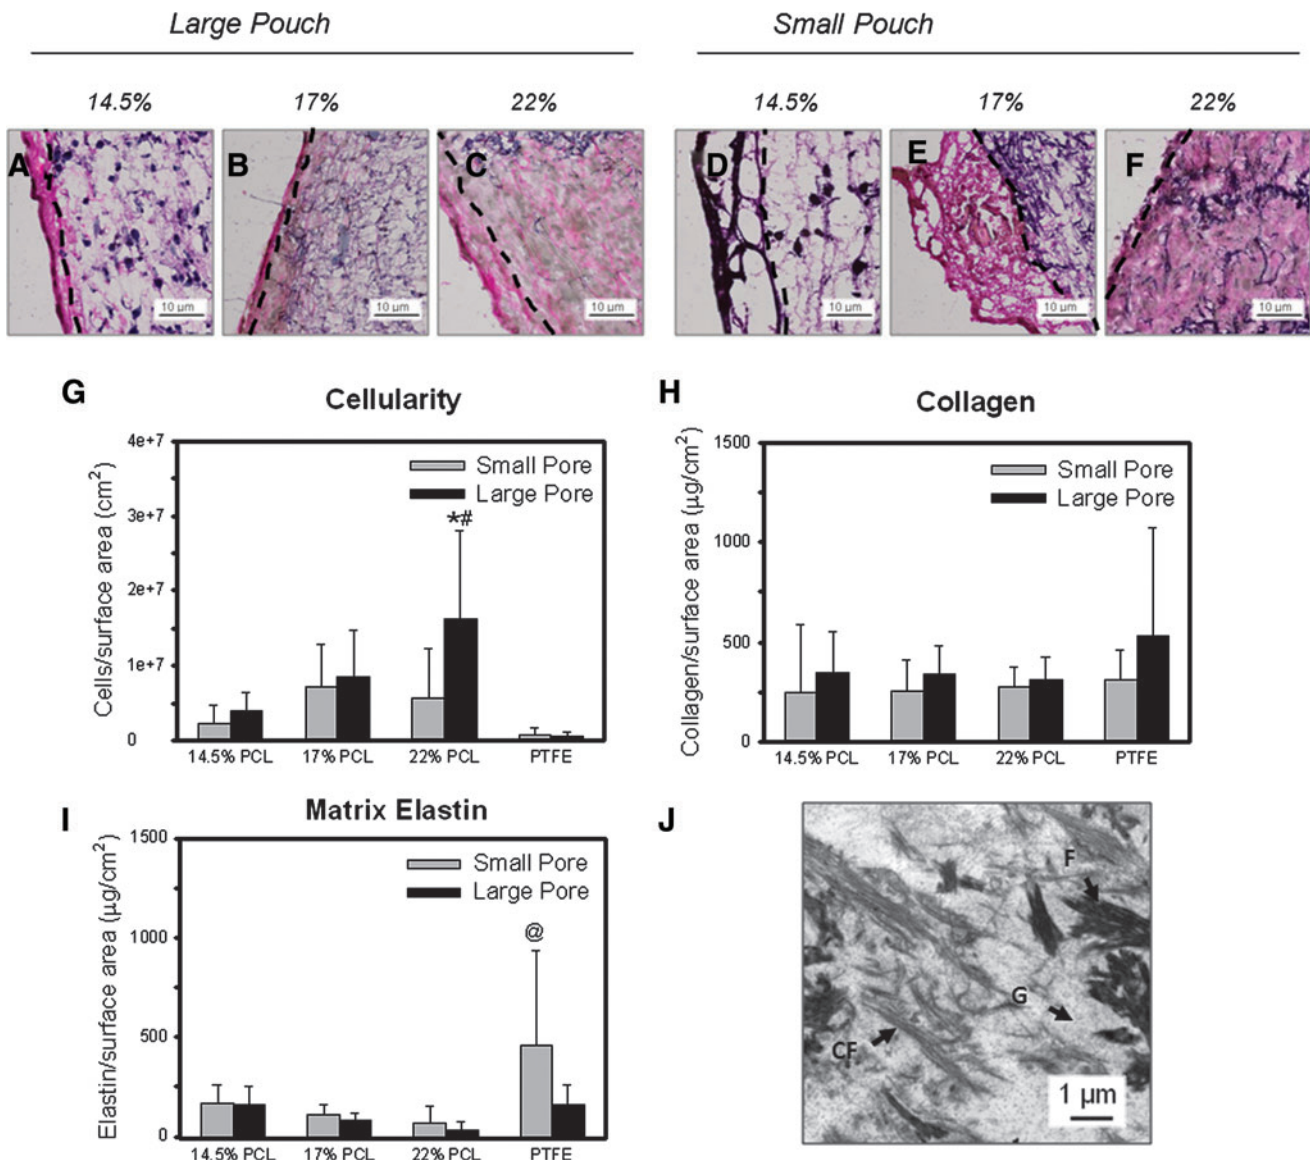 Large Pouch Small Pouch
14.5% 17% 22% 14.5% 17% 22%
A B C D E F
10 µm 10 µm 10 µm 10 µm 10 µm 10 µm
G
Cellularity
Cells/surface area (cm²)
4e+7
3e+7
2e+7
1e+7
0
Small Pore
Large Pore
*#
14.5% PCL 17% PCL 22% PCL PTFE
H
Collagen
Collagen/surface area (µg/cm²)
1500
1000
500
0
Small Pore
Large Pore
14.5% PCL 17% PCL 22% PCL PTFE
I
Matrix Elastin
Elastin/surface area (µg/cm²)
1500
1000
500
0
Small Pore
Large Pore
@
14.5% PCL 17% PCL 22% PCL PTFE
J
F
G
CF
1 µm